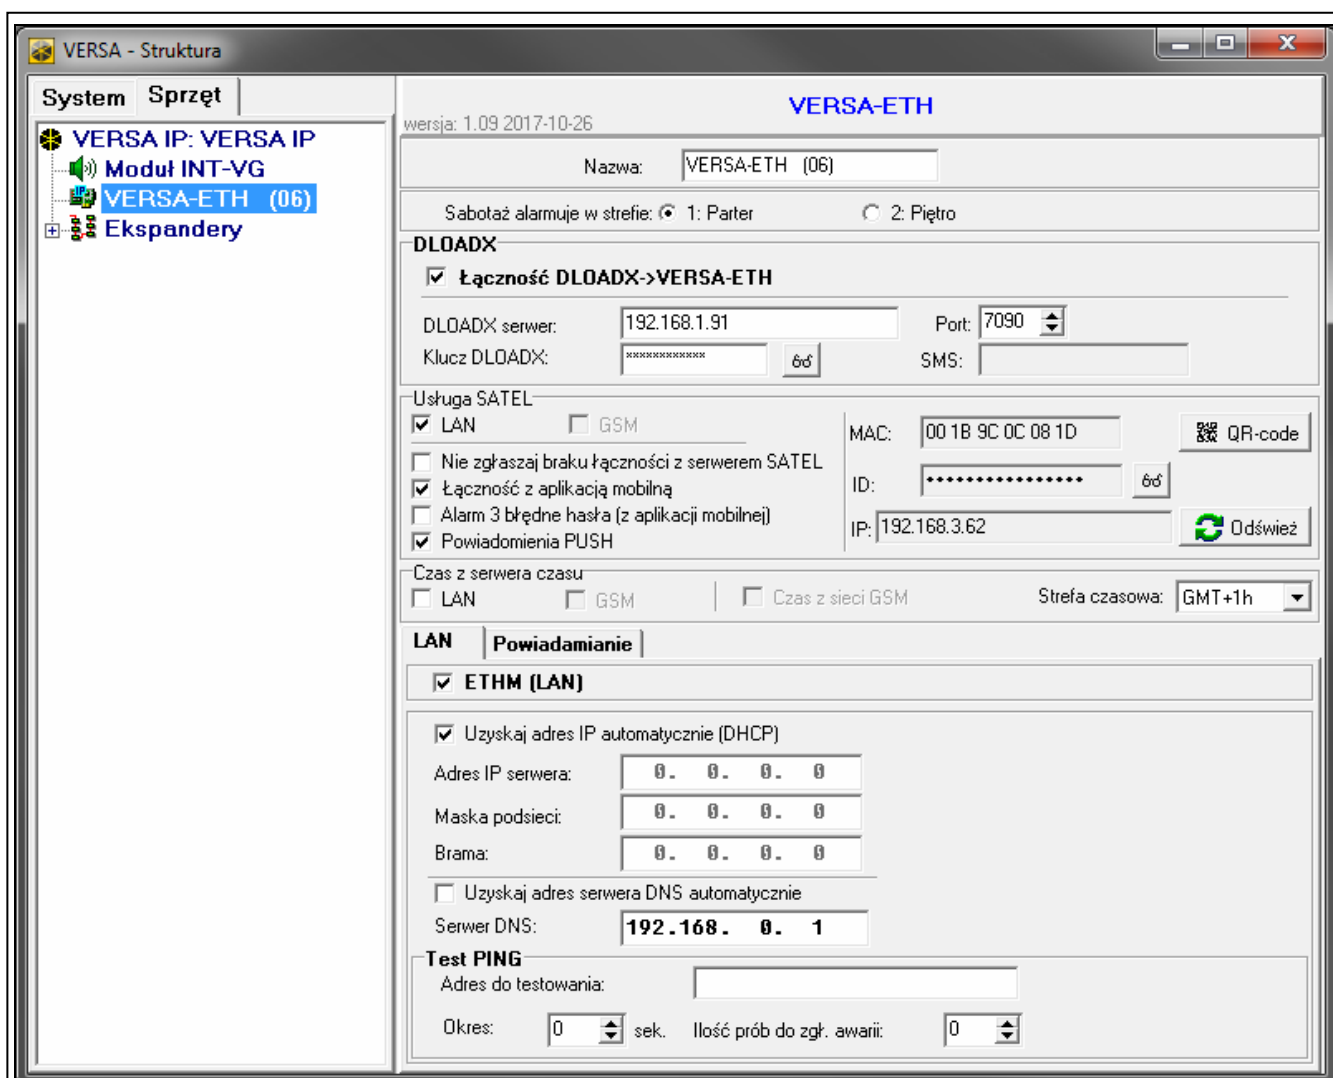 VERSA - Struktura
System Sprzęt
VERSA IP: VERSA IP
Moduł INT-VG
VERSA-ETH (06)
Ekspandery
VERSA-ETH
wersja: 1.09 2017-10-26
Nazwa: VERSA-ETH (06)
Sabotaż alarmuje w strefie: 1: Parter 2: Piętro
DLOADX
Łączność DLOADX->VERSA-ETH
DLOADX serwer: 192.168.1.91 Port: 7090
Klucz DLOADX: ************ SMS:
Usługa SATEL
LAN GSM
Nie zgłaszaj braku łączności z serwerem SATEL
Łączność z aplikacją mobilną
Alarm 3 błędne hasła (z aplikacji mobilnej)
Powiadomienia PUSH
MAC: 00 1B 9C 0C 08 1D QR-code
ID: ••••••••••••••••
IP: 192.168.3.62 Odśwież
Czas z serwera czasu
LAN GSM Czas z sieci GSM Strefa czasowa: GMT+1h
LAN Powiadamianie
ETHM (LAN)
Uzyskaj adres IP automatycznie (DHCP)
Adres IP serwera: 0. 0. 0. 0
Maska podsieci: 0. 0. 0. 0
Brama: 0. 0. 0. 0
Uzyskaj adres serwera DNS automatycznie
Serwer DNS: 192.168. 0. 1
Test PING
Adres do testowania:
Okres: 0 sek. Ilość prób do zgł. awarii: 0